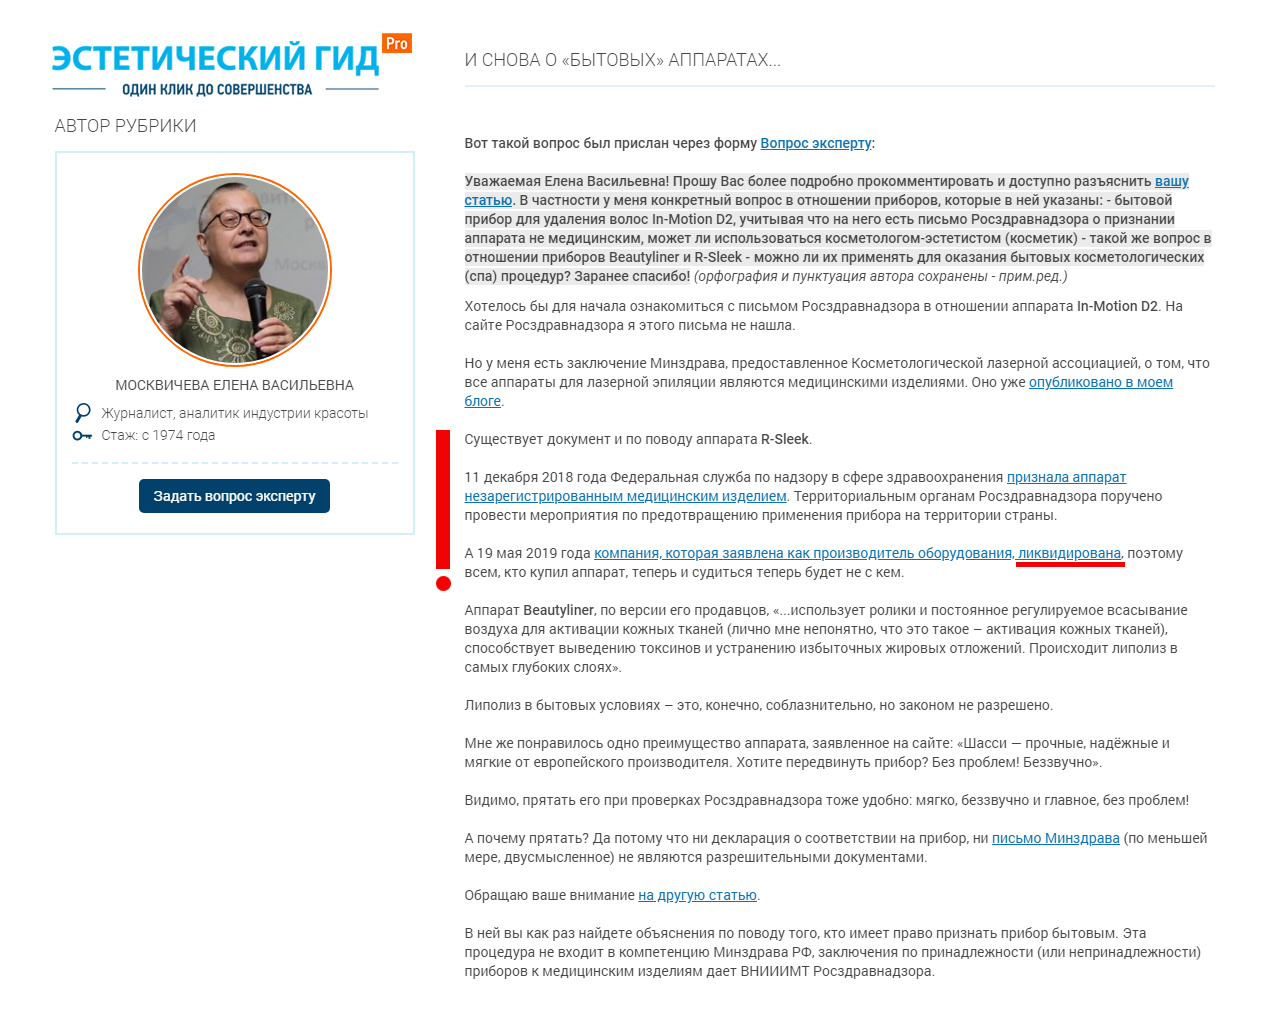 ЭСТЕТИЧЕСКИЙ ГИД Pro
ОДИН КЛИК ДО СОВЕРШЕНСТВА
АВТОР РУБРИКИ
МОСКВИЧЕВА ЕЛЕНА ВАСИЛЬЕВНА
Журналист, аналитик индустрии красоты
Стаж: с 1974 года
Задать вопрос эксперту
И СНОВА О «БЫТОВЫХ» АППАРАТАХ...
Вот такой вопрос был прислан через форму Вопрос эксперту:
Уважаемая Елена Васильевна! Прошу Вас более подробно прокомментировать и доступно разъяснить вашу
статью. В частности у меня конкретный вопрос в отношении приборов, которые в ней указаны: - бытовой
прибор для удаления волос In-Motion D2, учитывая что на него есть письмо Росздравнадзора о признании
аппарата не медицинским, может ли использоваться косметологом-эстетистом (косметик) - такой же вопрос в
отношении приборов Beautyliner и R-Sleek - можно ли их применять для оказания бытовых косметологических
(спа) процедур? Заранее спасибо! (орфография и пунктуация автора сохранены - прим.ред.)
Хотелось бы для начала ознакомиться с письмом Росздравнадзора в отношении аппарата In-Motion D2. На
сайте Росздравнадзора я этого письма не нашла.
Но у меня есть заключение Минздрава, предоставленное Косметологической лазерной ассоциацией, о том, что
все аппараты для лазерной эпиляции являются медицинскими изделиями. Оно уже опубликовано в моем
блоге.
Существует документ и по поводу аппарата R-Sleek.
11 декабря 2018 года Федеральная служба по надзору в сфере здравоохранения признала аппарат
незарегистрированным медицинским изделием. Территориальным органам Росздравнадзора поручено
провести мероприятия по предотвращению применения прибора на территории страны.
А 19 мая 2019 года компания, которая заявлена как производитель оборудования, ликвидирована, поэтому
всем, кто купил аппарат, теперь и судиться теперь будет не с кем.
Аппарат Beautyliner, по версии его продавцов, «...использует ролики и постоянное регулируемое всасывание
воздуха для активации кожных тканей (лично мне непонятно, что это такое – активация кожных тканей),
способствует выведению токсинов и устранению избыточных жировых отложений. Происходит липолиз в
самых глубоких слоях».
Липолиз в бытовых условиях – это, конечно, соблазнительно, но законом не разрешено.
Мне же понравилось одно преимущество аппарата, заявленное на сайте: «Шасси — прочные, надёжные и
мягкие от европейского производителя. Хотите передвинуть прибор? Без проблем! Беззвучно».
Видимо, прятать его при проверках Росздравнадзора тоже удобно: мягко, беззвучно и главное, без проблем!
А почему прятать? Да потому что ни декларация о соответствии на прибор, ни письмо Минздрава (по меньшей
мере, двусмысленное) не являются разрешительными документами.
Обращаю ваше внимание на другую статью.
В ней вы как раз найдете объяснения по поводу того, кто имеет право признать прибор бытовым. Эта
процедура не входит в компетенцию Минздрава РФ, заключения по принадлежности (или непринадлежности)
приборов к медицинским изделиям дает ВНИИИМТ Росздравнадзора.